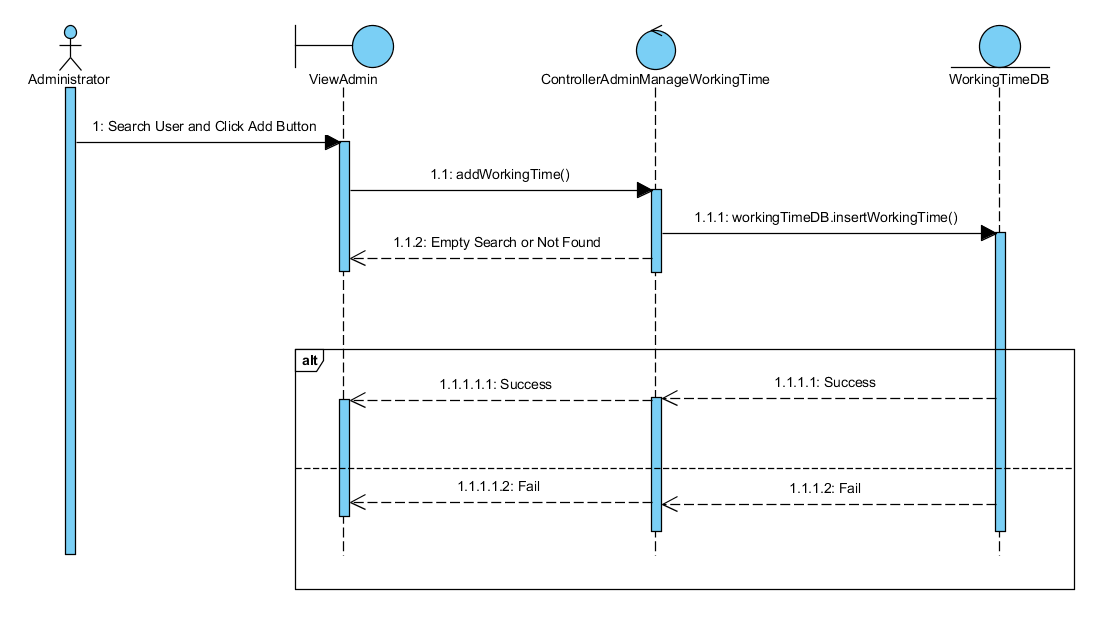 Administrator
ViewAdmin
ControllerAdminManageWorkingTime
WorkingTimeDB
1: Search User and Click Add Button
1.1: addWorkingTime()
1.1.1: workingTimeDB.insertWorkingTime()
1.1.2: Empty Search or Not Found
alt
1.1.1.1.1: Success
1.1.1.1: Success
1.1.1.1.2: Fail
1.1.1.2: Fail